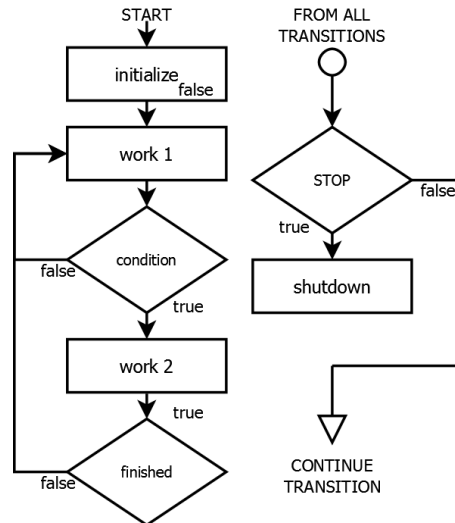 START
initialize
false
work 1
condition
false
true
work 2
true
finished
false
FROM ALL
TRANSITIONS
STOP
false
true
shutdown
CONTINUE
TRANSITION